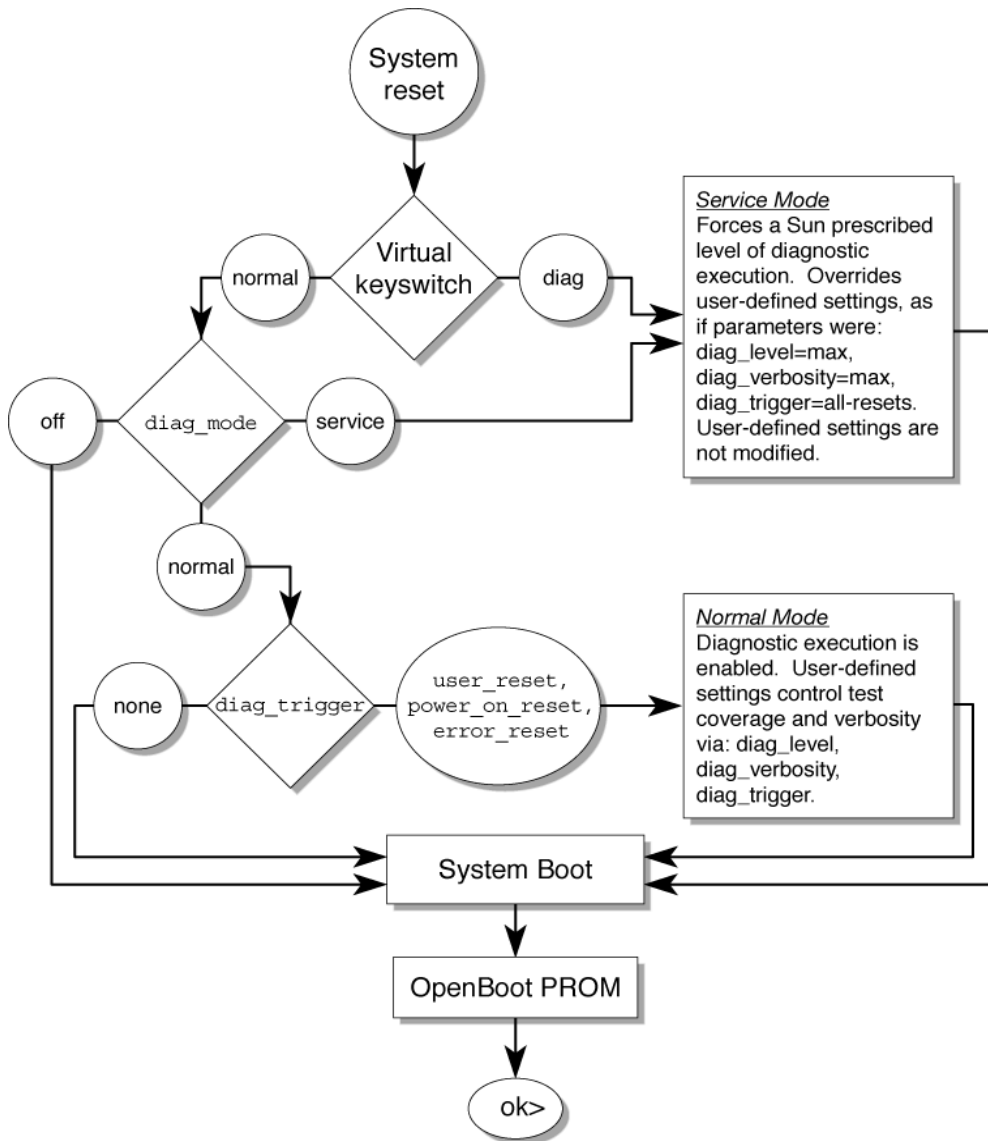 System
reset
Virtual
keyswitch
normal
diag
Service Mode
Forces a Sun prescribed
level of diagnostic
execution.  Overrides
user-defined settings, as
if parameters were:
diag_level=max,
diag_verbosity=max,
diag_trigger=all-resets.
User-defined settings are
not modified.
off
diag_mode
service
normal
none
diag_trigger
user_reset,
power_on_reset,
error_reset
Normal Mode
Diagnostic execution is
enabled.  User-defined
settings control test
coverage and verbosity
via: diag_level,
diag_verbosity,
diag_trigger.
System Boot
OpenBoot PROM
ok>